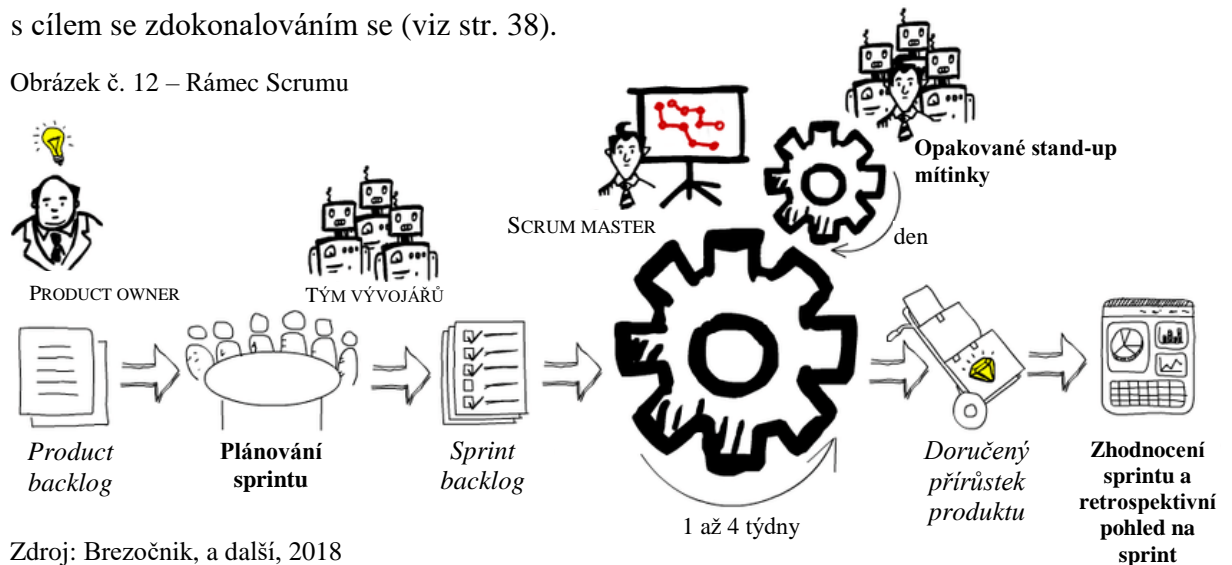 s cílem se zdokonalováním se (viz str. 38).
Obrázek č. 12 – Rámec Scrumu
Opakované stand-up
mítinky
den
SCRUM MASTER
PRODUCT OWNER
TÝM VÝVOJÁŘŮ
Product
backlog
Plánování
sprintu
Sprint
backlog
1 až 4 týdny
Doručený
přírůstek
produktu
Zhodnocení
sprintu a
retrospektivní
pohled na
sprint
Zdroj: Brezočnik, a další, 2018